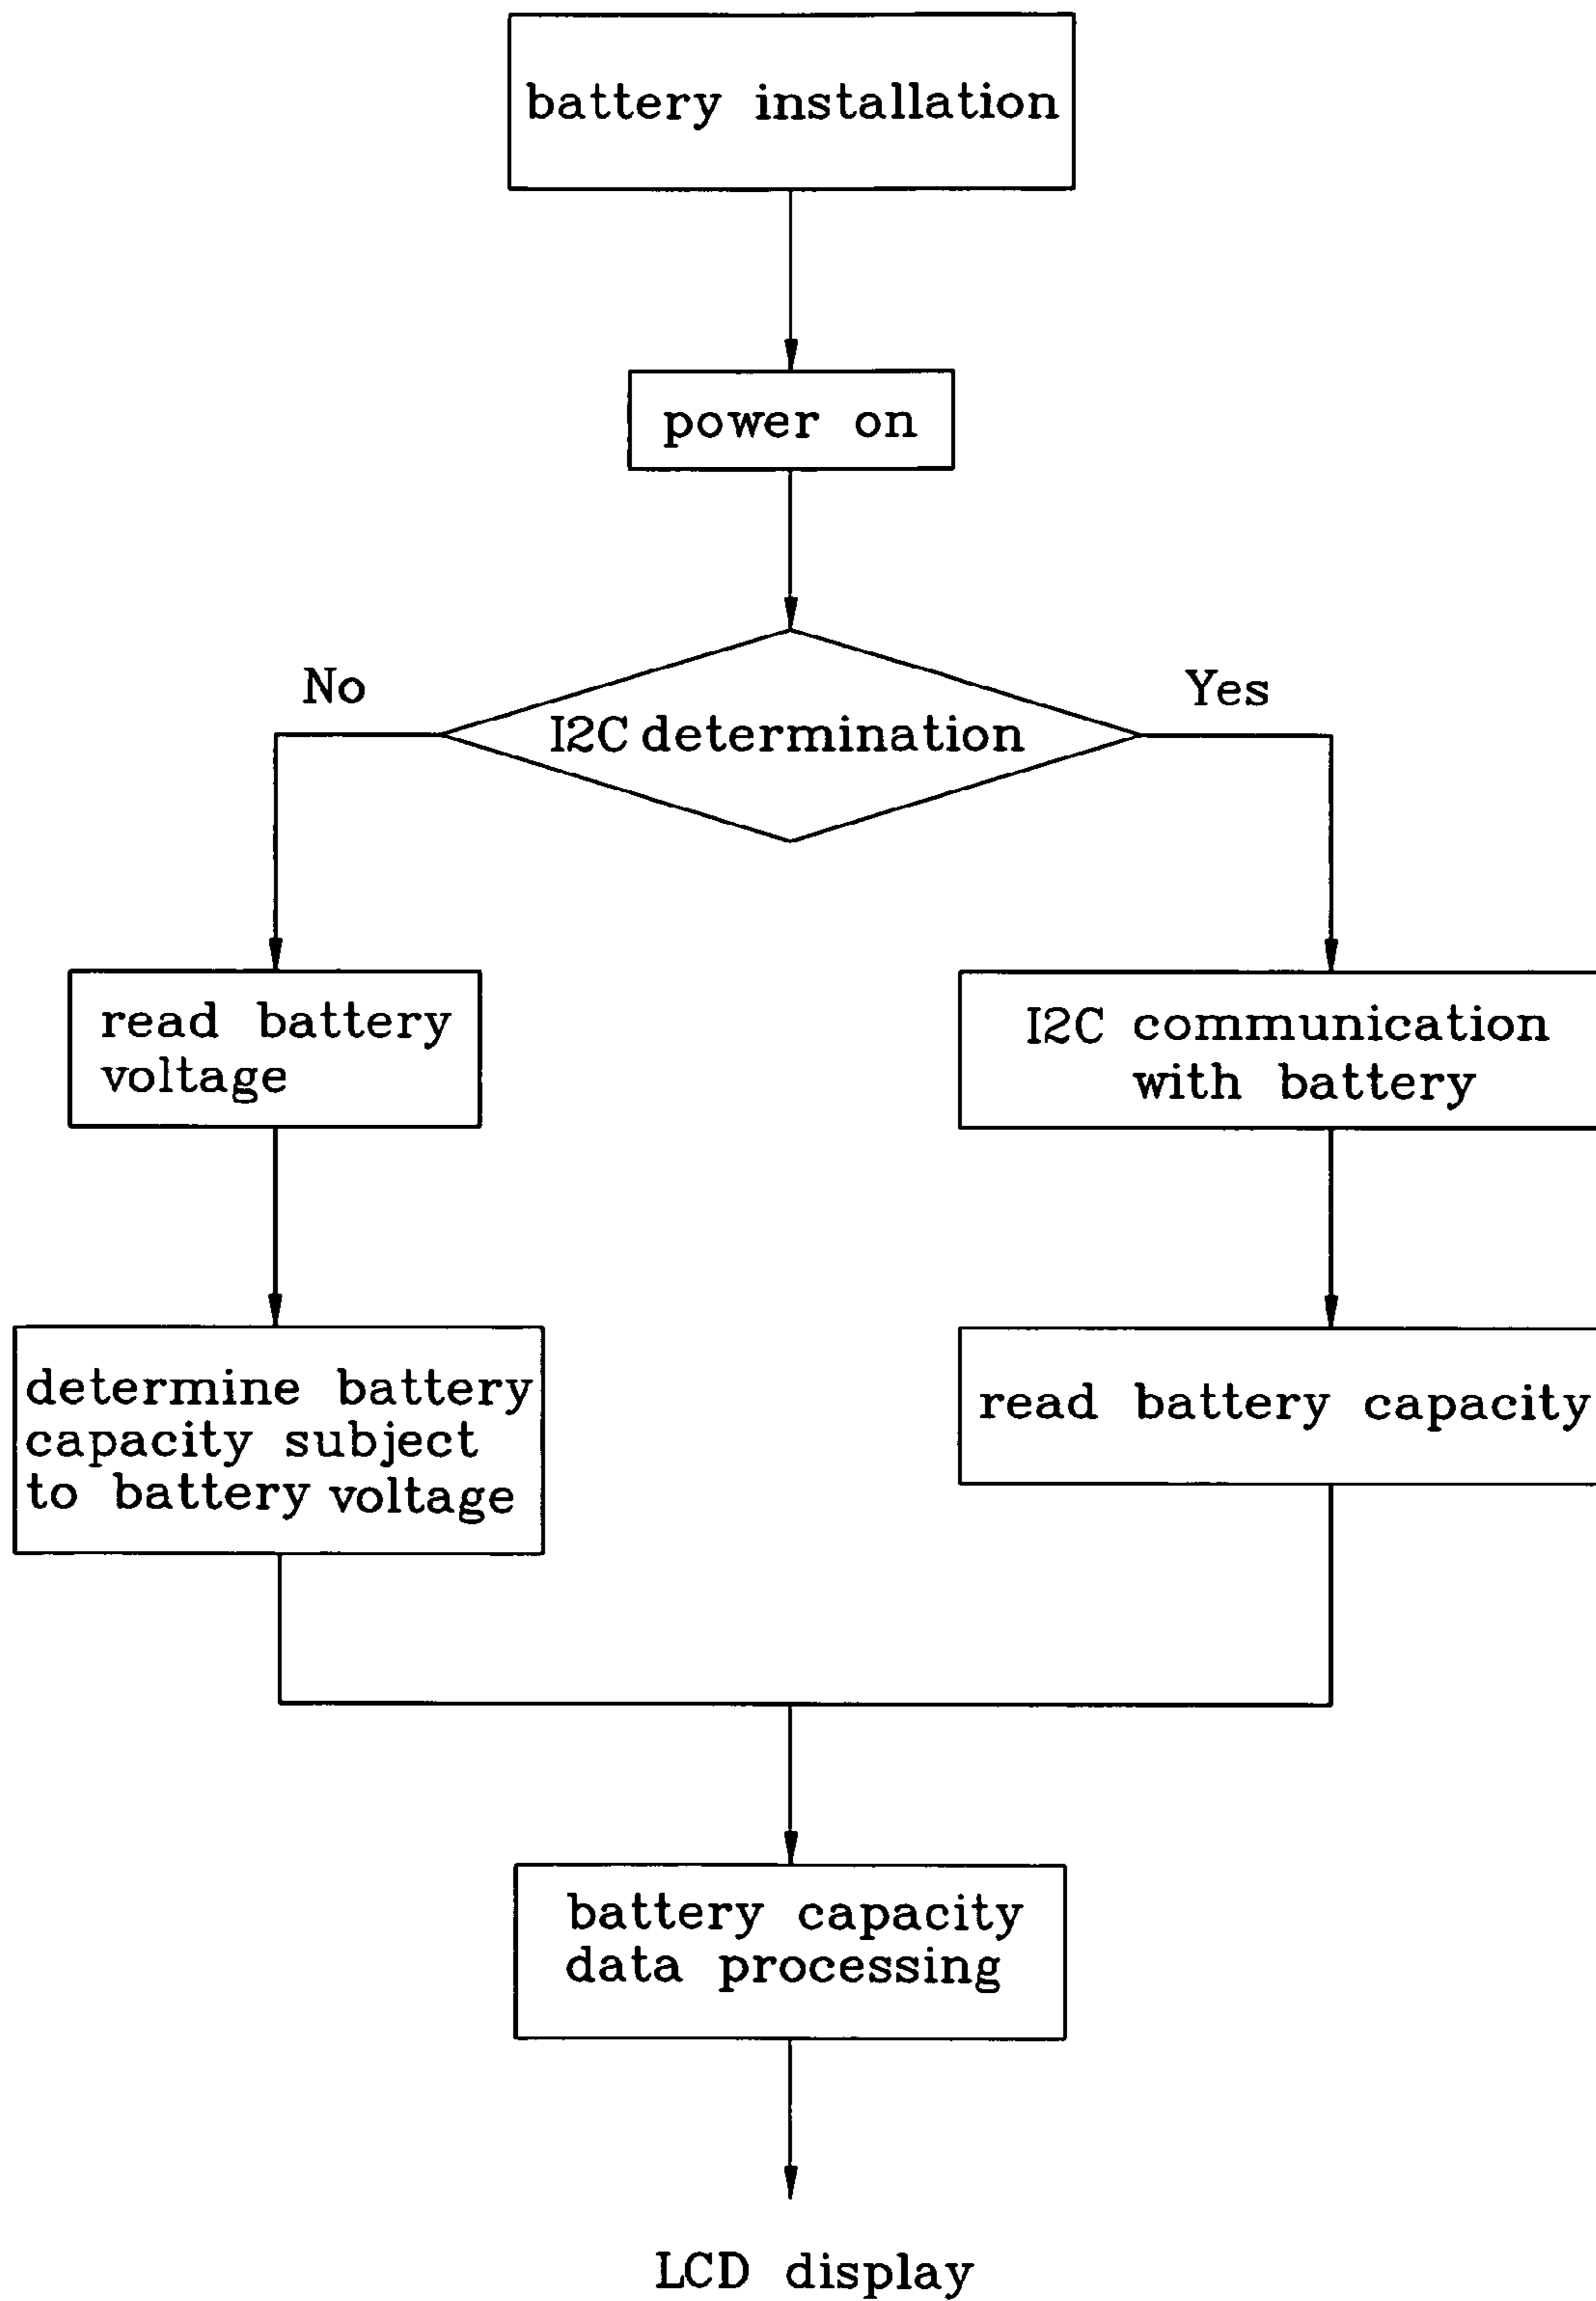 battery installation
power on
No
Yes
I2C determination
read battery
voltage
I2C communication
with battery
determine battery
capacity subject
to battery voltage
read battery capacity
battery capacity
data processing
LCD display